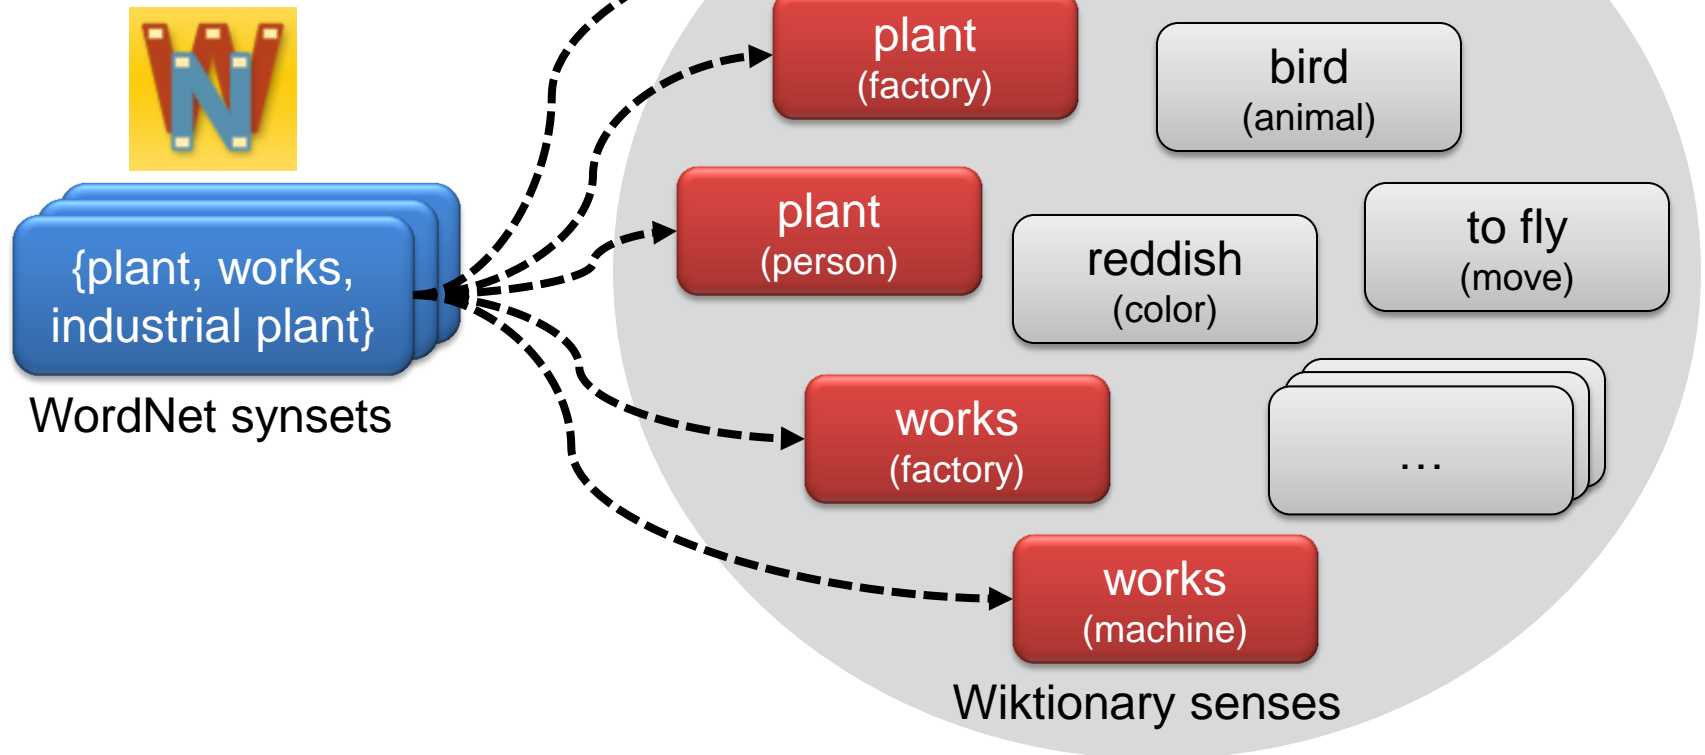 WN
{plant, works,
industrial plant}
WordNet synsets
plant
(factory)
bird
(animal)
plant
(person)
reddish
(color)
to fly
(move)
works
(factory)
…
works
(machine)
Wiktionary senses